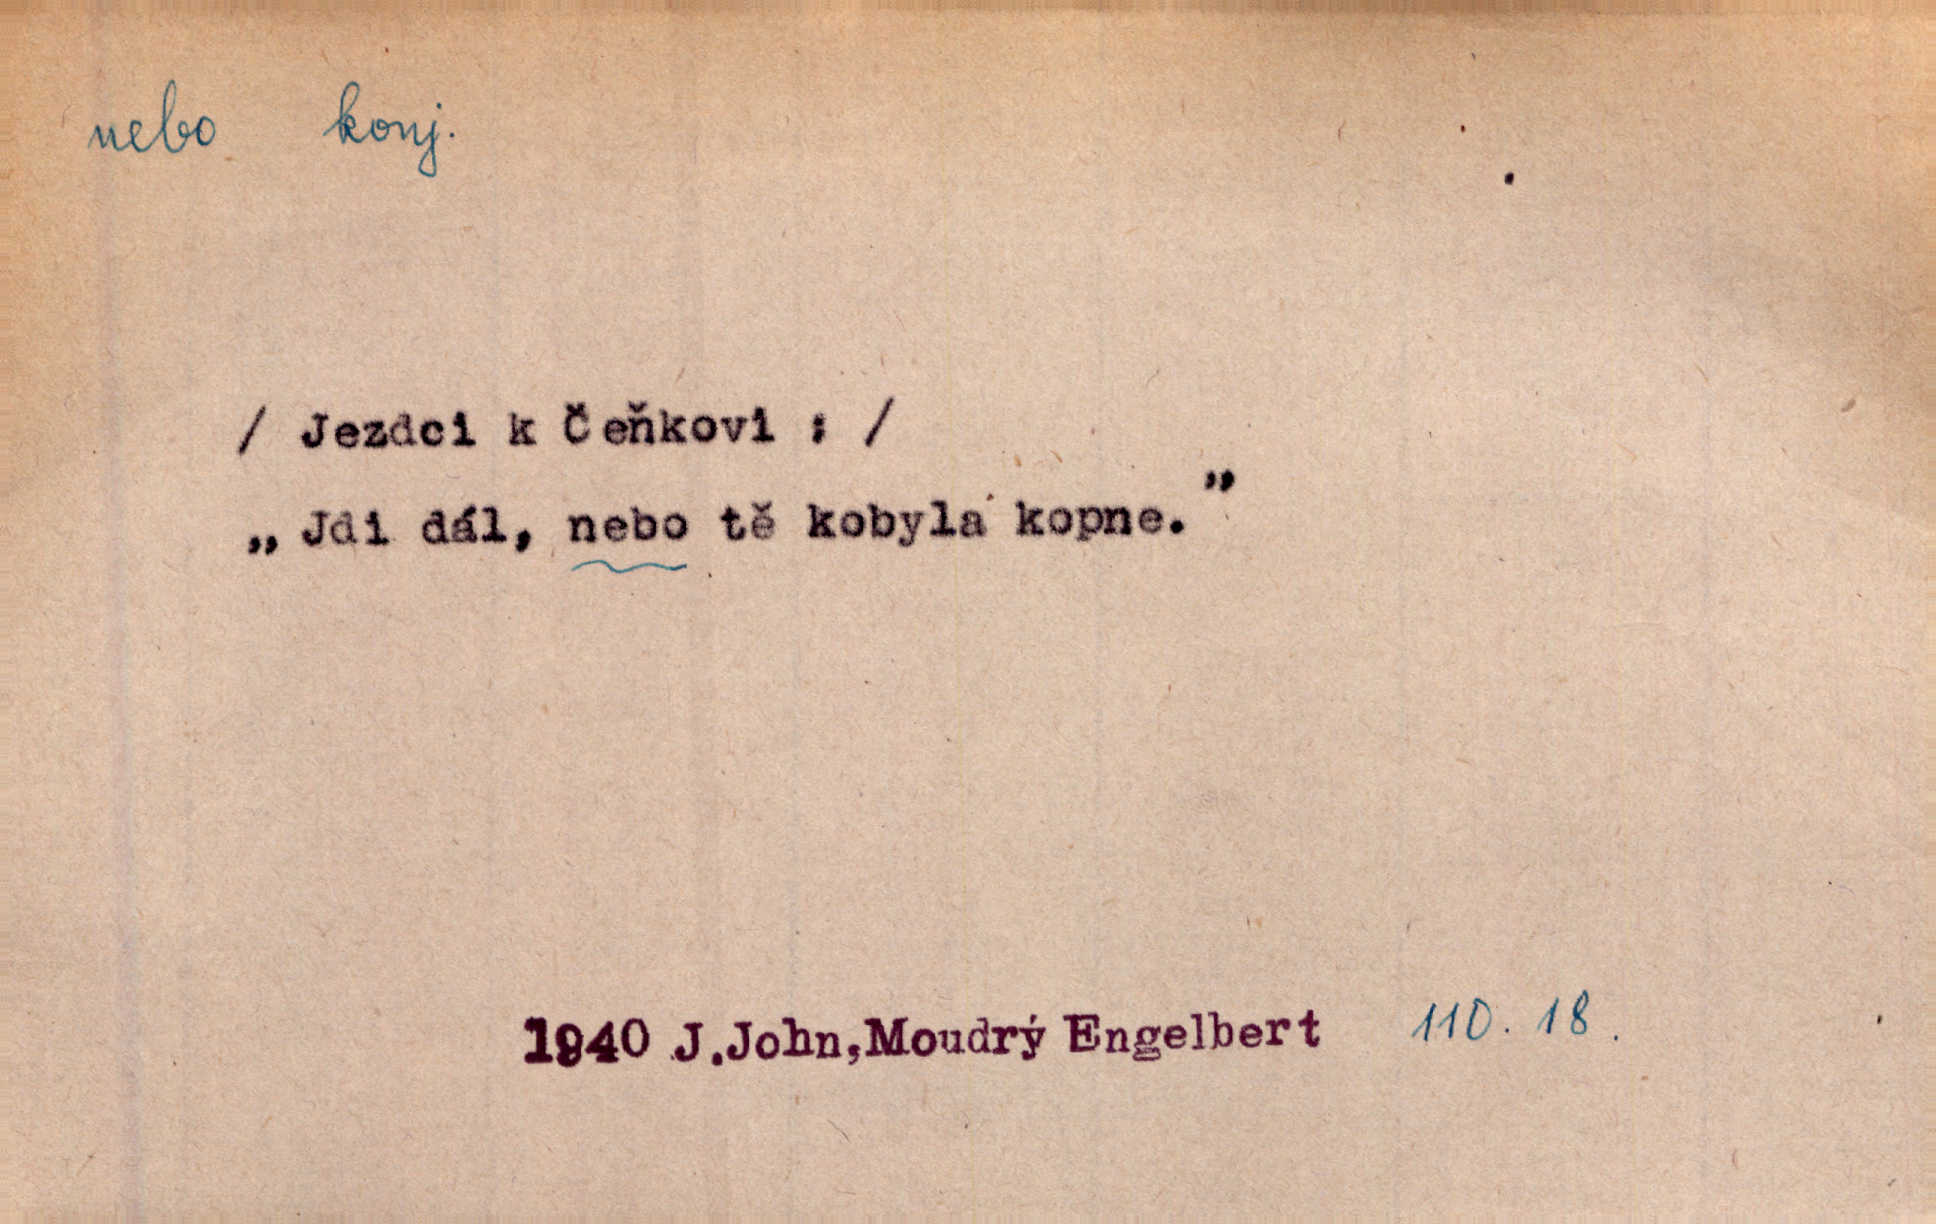 nebo konj.
/ Jezdci k Čeňkovi : /
„Jdi dál, nebo tě kobyla kopne.”
1940 J.John,Moudrý Engelbert 110. 18.